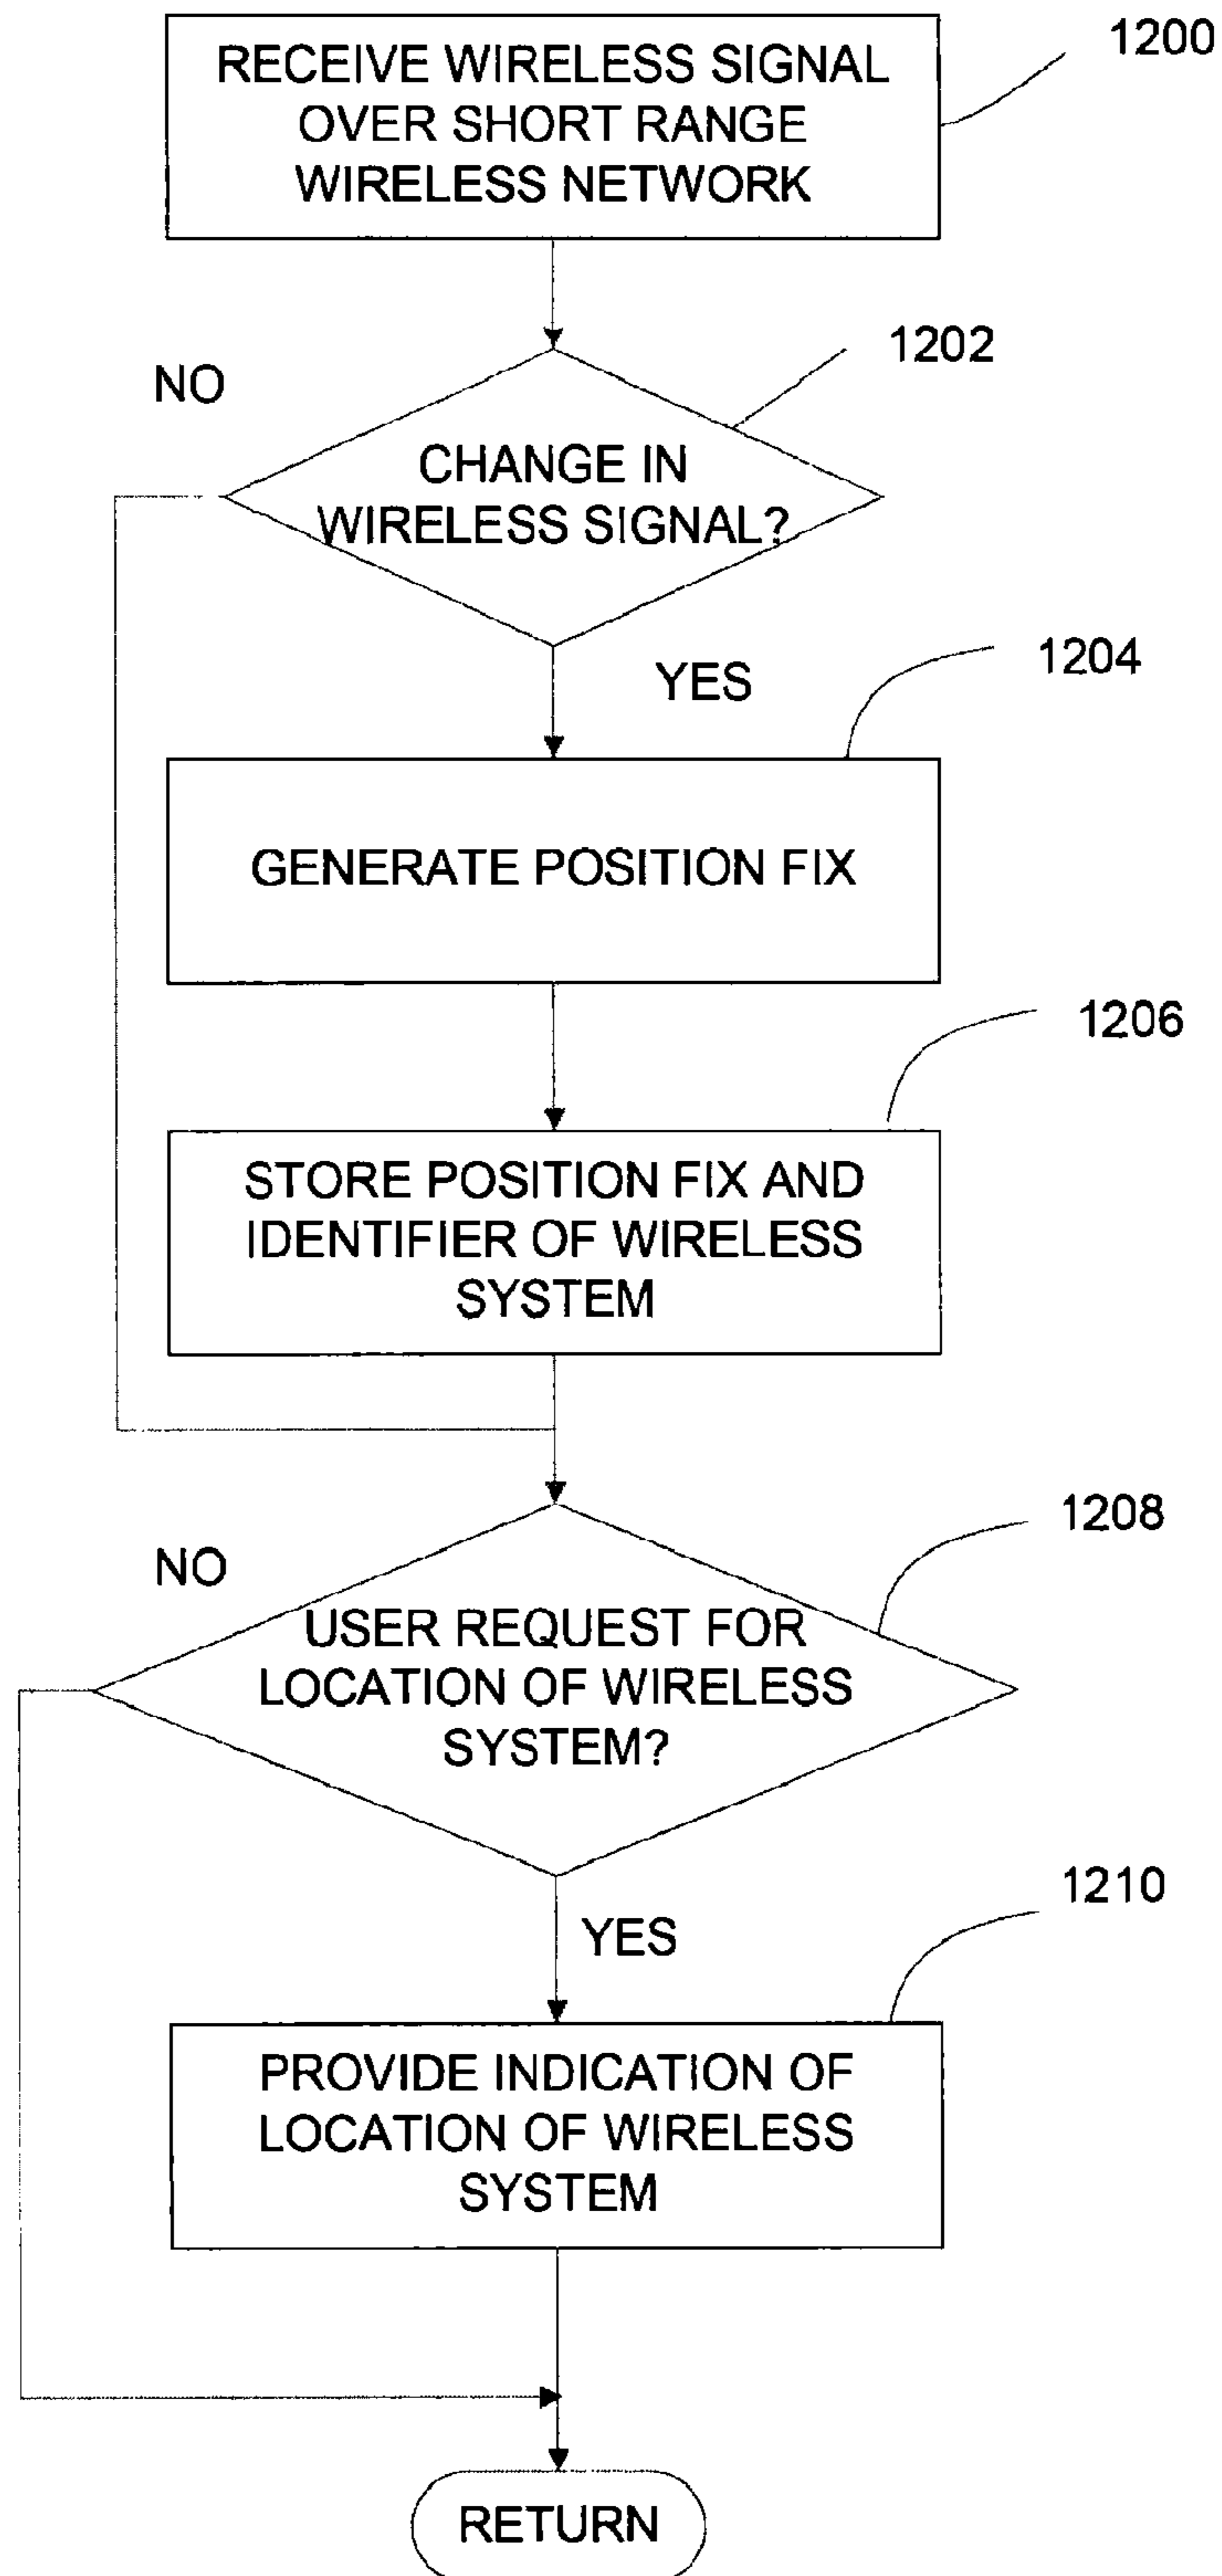 1200
RECEIVE WIRELESS SIGNAL
OVER SHORT RANGE
WIRELESS NETWORK
1202
NO
CHANGE IN
WIRELESS SIGNAL?
YES
1204
GENERATE POSITION FIX
1206
STORE POSITION FIX AND
IDENTIFIER OF WIRELESS
SYSTEM
1208
NO
USER REQUEST FOR
LOCATION OF WIRELESS
SYSTEM?
1210
YES
PROVIDE INDICATION OF
LOCATION OF WIRELESS
SYSTEM
RETURN